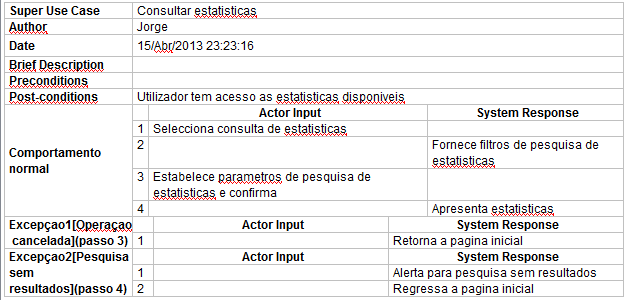 Super Use Case Consultar estatisticas
Author Jorge
Date 15/Abr/2013 23:23:16
Brief Description
Preconditions
Post-conditions Utilizador tem acesso as estatisticas disponiveis
Comportamento normal
Actor Input System Response
1 Selecciona consulta de estatisticas
2 Fornece filtros de pesquisa de
estatisticas
3 Estabelece parametros de pesquisa de
estatisticas e confirma
4 Apresenta estatisticas
Excepçao1[Operaçao
cancelada](passo 3)
Actor Input System Response
1 Retorna a pagina inicial
Excepçao2[Pesquisa
sem
resultados](passo 4)
Actor Input System Response
1 Alerta para pesquisa sem resultados
2 Regressa a pagina inicial